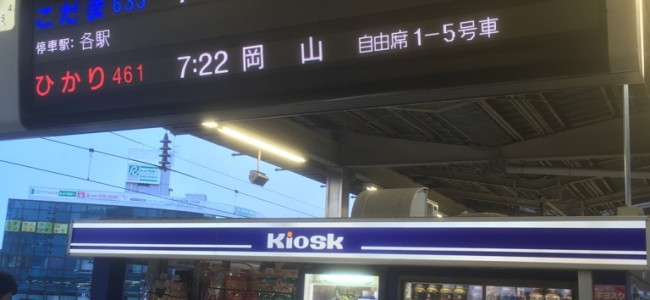 こだま 633
停車駅: 各駅
ひかり 461 7:22 岡山 自由席 1-5号車
Kiosk